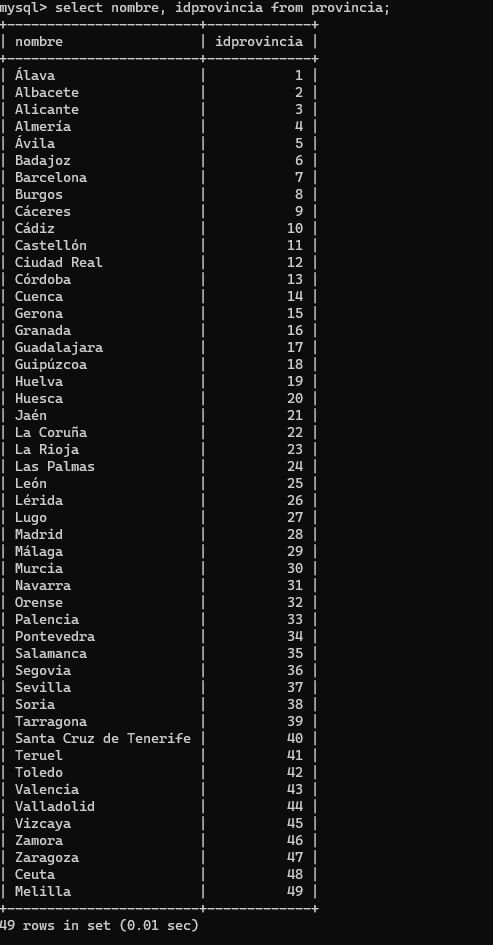 mysql> select nombre, idprovincia from provincia;
+------------------------+-------------+
| nombre                 | idprovincia |
+------------------------+-------------+
| Álava                  |           1 |
| Albacete               |           2 |
| Alicante               |           3 |
| Almería                |           4 |
| Ávila                  |           5 |
| Badajoz                |           6 |
| Barcelona              |           7 |
| Burgos                 |           8 |
| Cáceres                |           9 |
| Cádiz                  |          10 |
| Castellón              |          11 |
| Ciudad Real            |          12 |
| Córdoba                |          13 |
| Cuenca                 |          14 |
| Gerona                 |          15 |
| Granada                |          16 |
| Guadalajara            |          17 |
| Guipúzcoa              |          18 |
| Huelva                 |          19 |
| Huesca                 |          20 |
| Jaén                   |          21 |
| La Coruña              |          22 |
| La Rioja               |          23 |
| Las Palmas             |          24 |
| León                   |          25 |
| Lérida                 |          26 |
| Lugo                   |          27 |
| Madrid                 |          28 |
| Málaga                 |          29 |
| Murcia                 |          30 |
| Navarra                |          31 |
| Orense                 |          32 |
| Palencia               |          33 |
| Pontevedra             |          34 |
| Salamanca              |          35 |
| Segovia                |          36 |
| Sevilla                |          37 |
| Soria                  |          38 |
| Tarragona              |          39 |
| Santa Cruz de Tenerife |          40 |
| Teruel                 |          41 |
| Toledo                 |          42 |
| Valencia               |          43 |
| Valladolid             |          44 |
| Vizcaya                |          45 |
| Zamora                 |          46 |
| Zaragoza               |          47 |
| Ceuta                  |          48 |
| Melilla                |          49 |
+------------------------+-------------+
49 rows in set (0.01 sec)